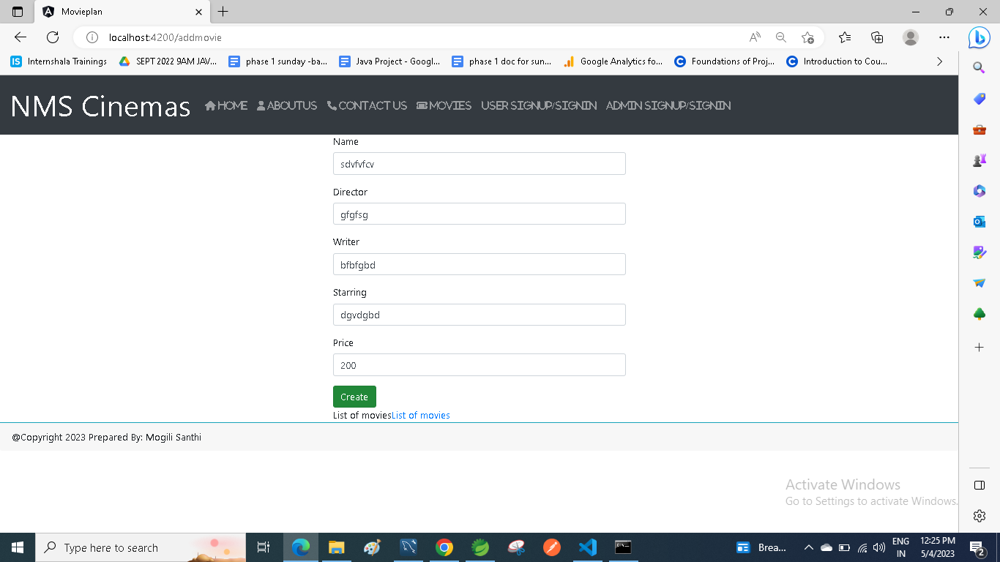 Movieplan
localhost:4200/addmovie
Internshala Trainings SEPT 2022 9AM JAV... phase 1 sunday -ba... Java Project - Googl... phase 1 doc for sun... Google Analytics fo... Foundations of Proj... Introduction to Cou...
NMS Cinemas HOME ABOUTUS CONTACT US MOVIES USER SIGNUP/SIGNIN ADMIN SIGNUP/SIGNIN
Name
sdvfvfcv
Director
gfgfsg
Writer
bfbfgbd
Starring
dgvdgbd
Price
200
Create
List of moviesList of movies
@Copyright 2023 Prepared By: Mogili Santhi
Activate Windows
Go to Settings to activate Windows.
Type here to search
Brea...
ENG
IN
12:25 PM
5/4/2023
2